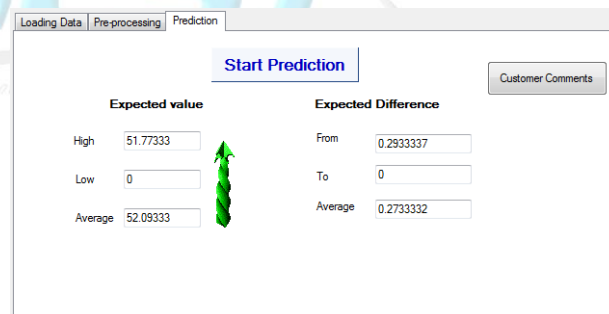 Loading Data Pre-processing Prediction
Start Prediction
Customer Comments
Expected value
High 51.77333
Low 0
Average 52.09333
Expected Difference
From 0.2933337
To 0
Average 0.2733332